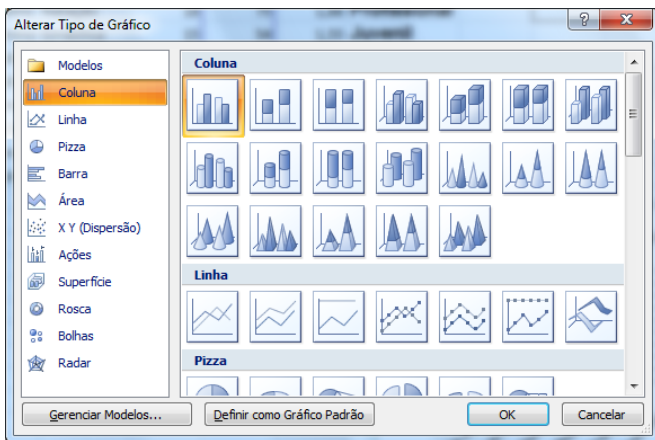 Alterar Tipo de Gráfico
Modelos
Coluna
Linha
Pizza
Barra
Área
X Y (Dispersão)
Ações
Superfície
Rosca
Bolhas
Radar
Coluna
Linha
Pizza
Gerenciar Modelos...
Definir como Gráfico Padrão
OK
Cancelar